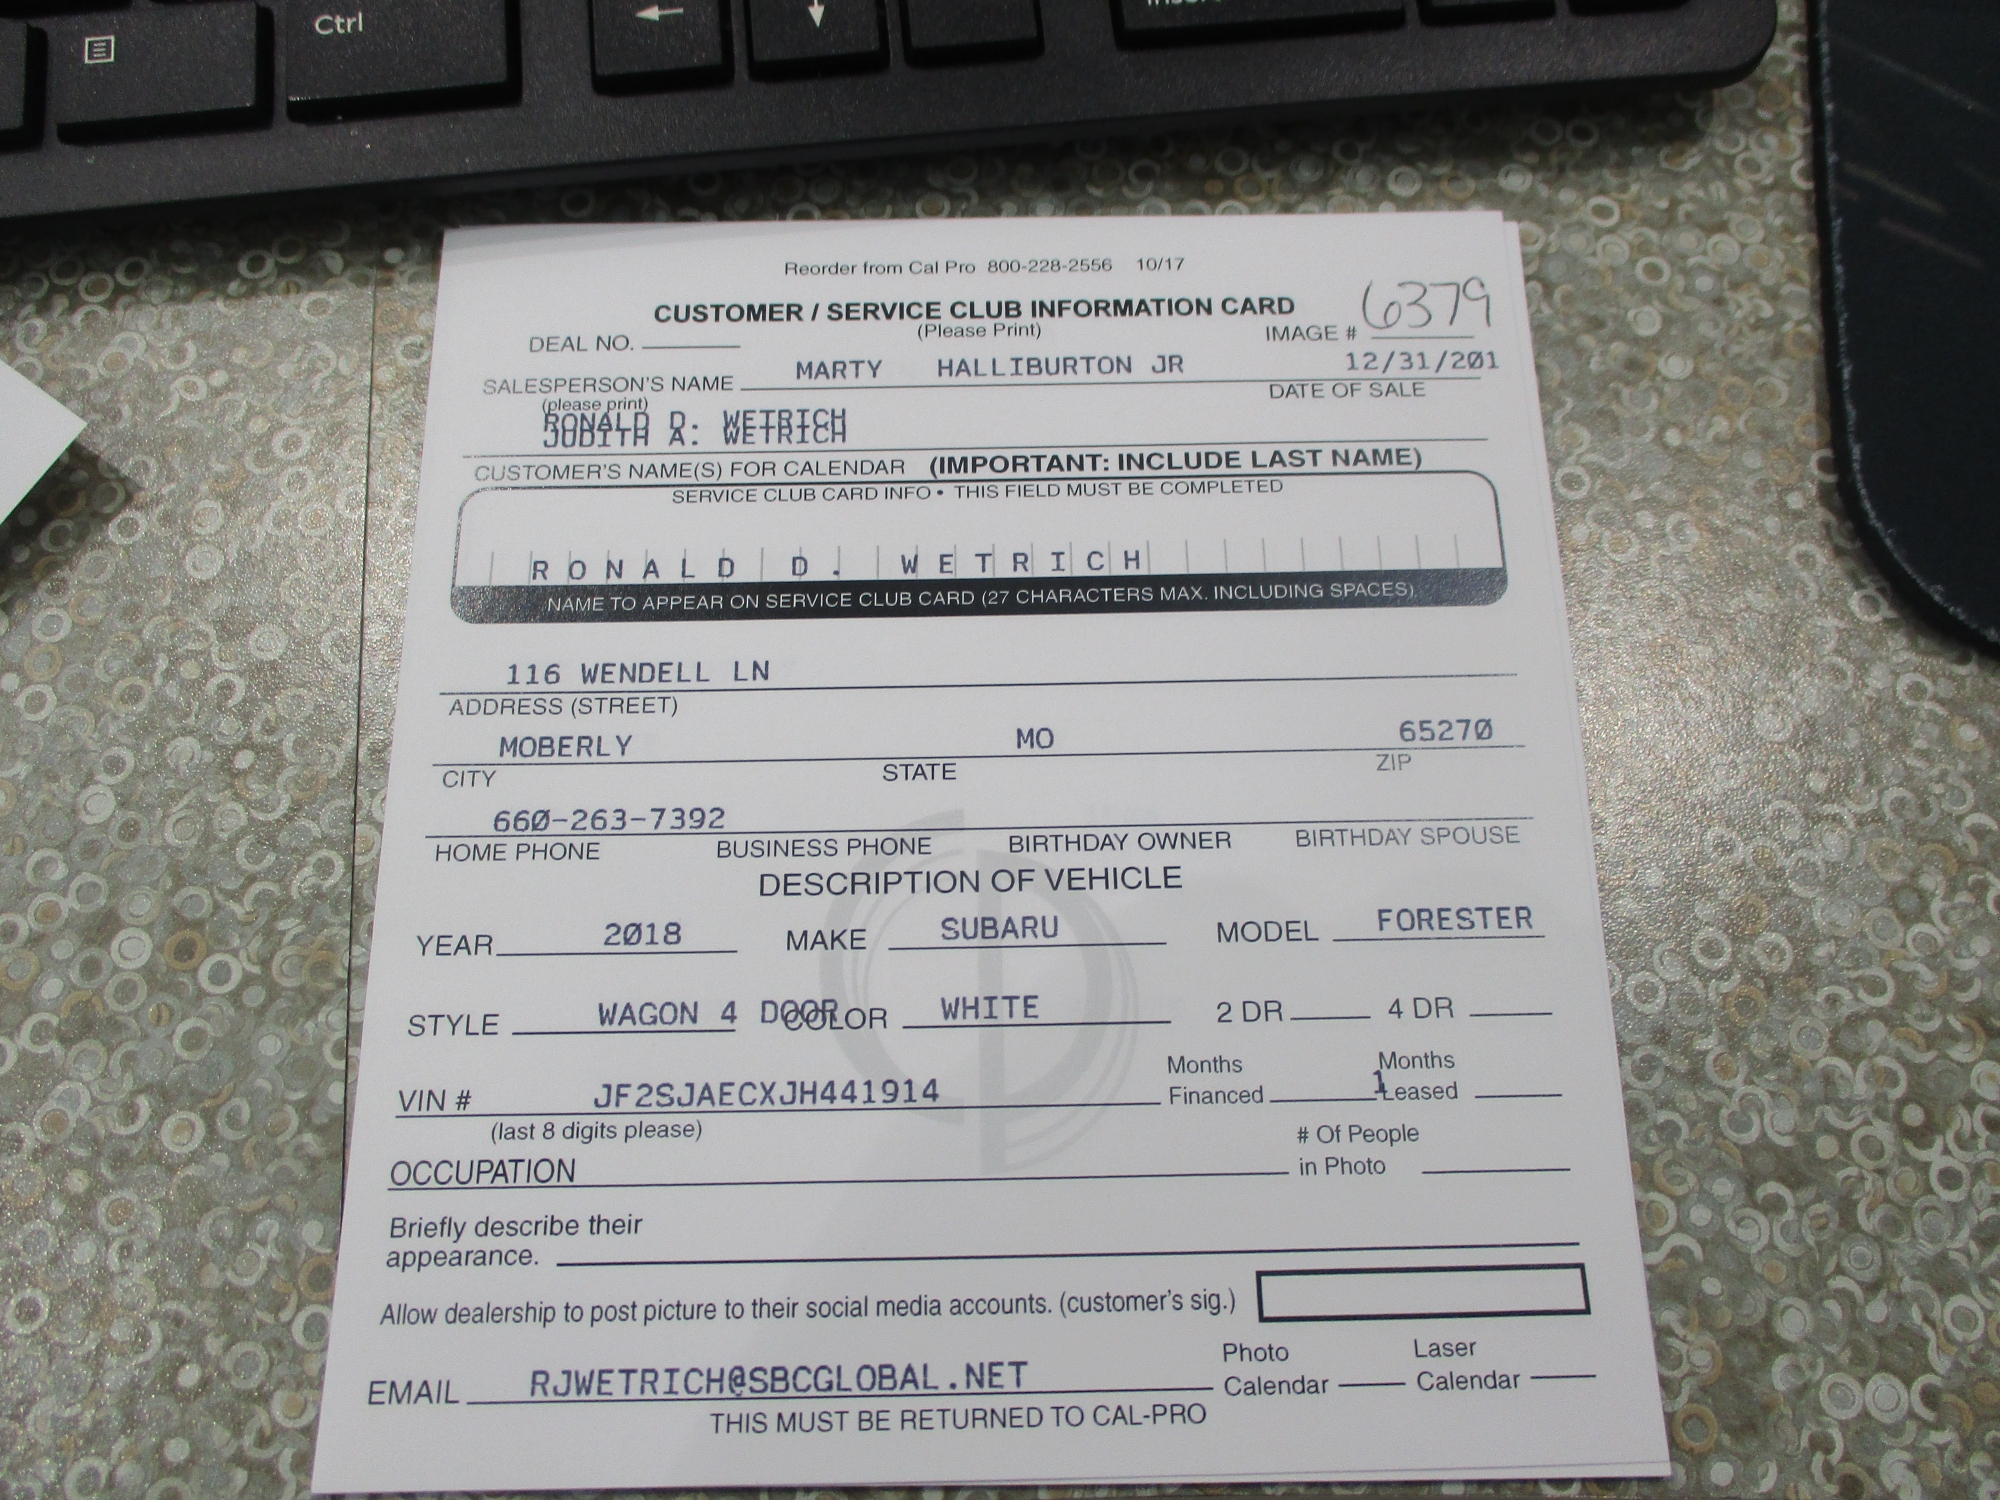 Ctrl
Reorder from Cal Pro 800-228-2556 10/17
CUSTOMER / SERVICE CLUB INFORMATION CARD
(Please Print)
DEAL NO.
IMAGE # 6379
MARTY HALLIBURTON JR 12/31/201
SALESPERSON'S NAME DATE OF SALE
(please print)
RONALD D. WETRICH
JUDITH A. WETRICH
CUSTOMER'S NAME(S) FOR CALENDAR (IMPORTANT: INCLUDE LAST NAME)
SERVICE CLUB CARD INFO • THIS FIELD MUST BE COMPLETED
RONALD D. WETRICH
NAME TO APPEAR ON SERVICE CLUB CARD (27 CHARACTERS MAX. INCLUDING SPACES)
116 WENDELL LN
ADDRESS (STREET)
MOBERLY MO 65270
CITY STATE ZIP
660-263-7392
HOME PHONE BUSINESS PHONE BIRTHDAY OWNER BIRTHDAY SPOUSE
DESCRIPTION OF VEHICLE
YEAR 2018 MAKE SUBARU MODEL FORESTER
STYLE WAGON 4 DOOR COLOR WHITE 2 DR 4 DR
VIN # JF2SJAECXJH441914 Months Financed 1 Months Leased
(last 8 digits please)
OCCUPATION # Of People in Photo
Briefly describe their
appearance.
Allow dealership to post picture to their social media accounts. (customer's sig.)
EMAIL RJWETRICH@SBCGLOBAL.NET Photo Calendar Laser Calendar
THIS MUST BE RETURNED TO CAL-PRO